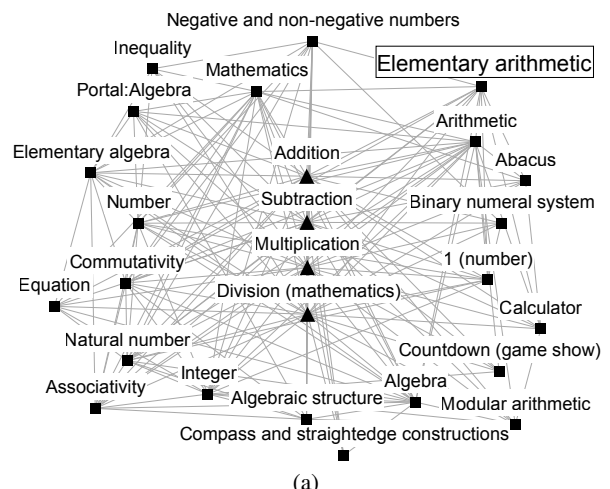 Negative and non-negative numbers
Inequality
Mathematics
Elementary arithmetic
Portal:Algebra
Arithmetic
Elementary algebra
Addition
Abacus
Subtraction
Number
Binary numeral system
Multiplication
Commutativity
1 (number)
Equation
Division (mathematics)
Calculator
Natural number
Countdown (game show)
Integer
Algebra
Associativity
Algebraic structure
Modular arithmetic
Compass and straightedge constructions
(a)